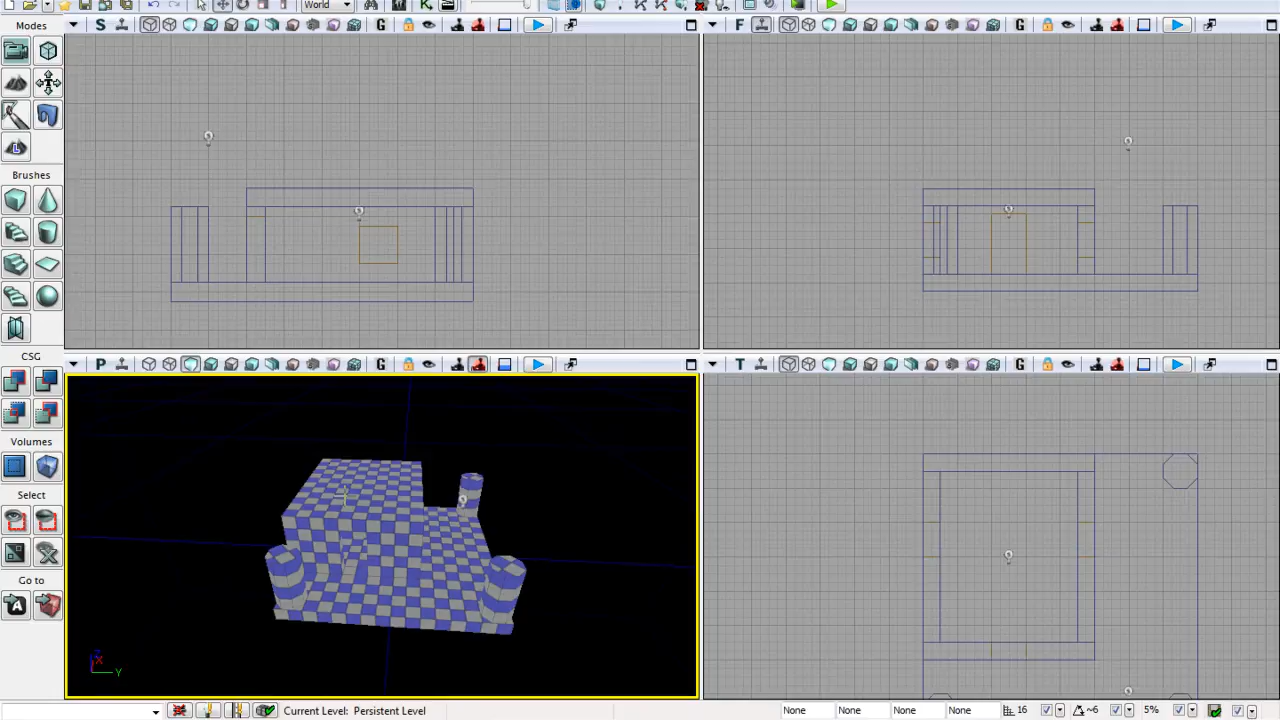 World
Modes
S
F
L
Brushes
G
G
CSG
P
T
G
G
Volumes
Select
Go to
A
X
Y
Current Level: Persistent Level
None
None
None
None
16
~6
5%